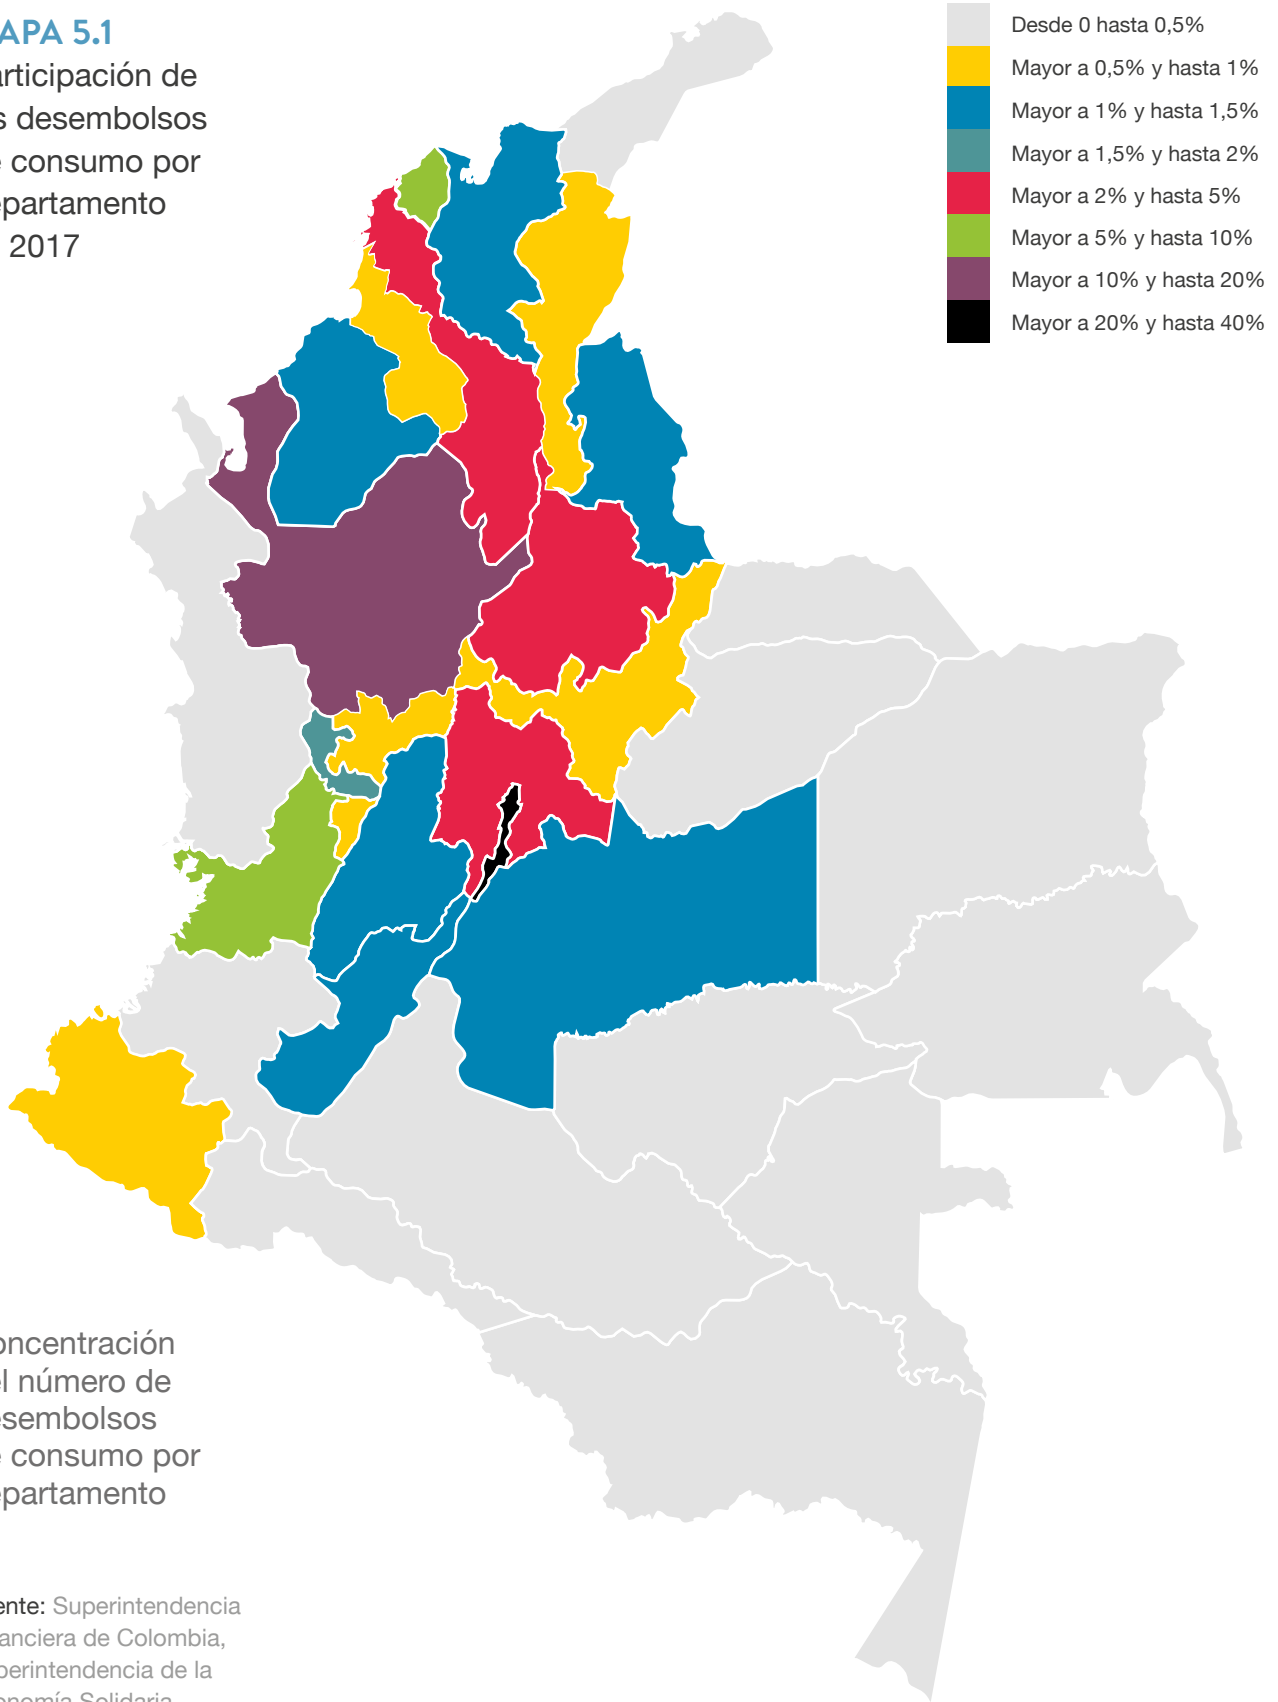 APA 5.1
articipación de
s desembolsos
e consumo por
epartamento
2017
Desde 0 hasta 0,5%
Mayor a 0,5% y hasta 1%
Mayor a 1% y hasta 1,5%
Mayor a 1,5% y hasta 2%
Mayor a 2% y hasta 5%
Mayor a 5% y hasta 10%
Mayor a 10% y hasta 20%
Mayor a 20% y hasta 40%
oncentración
el número de
esembolsos
e consumo por
epartamento
ente: Superintendencia
anciera de Colombia,
perintendencia de la
onomía Solidaria